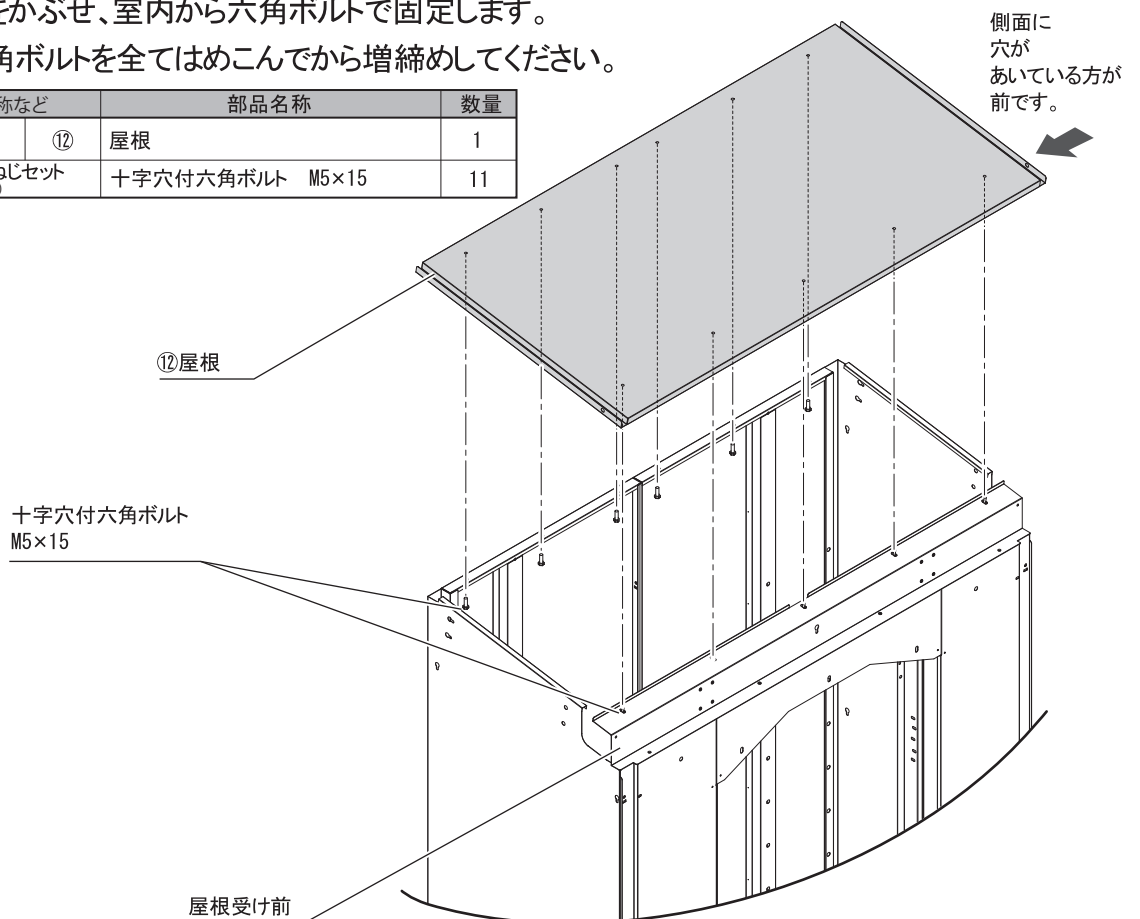 をかぶせ、室内から六角ボルトで固定します。
角ボルトを全てはめこんでから増締めしてください。
側面に
穴が
あいている方が
前です。
称など 部品名称 数量
⑫ 屋根 1
ねじセット 十字穴付六角ボルト M5×15 11
⑫屋根
十字穴付六角ボルト
M5×15
屋根受け前